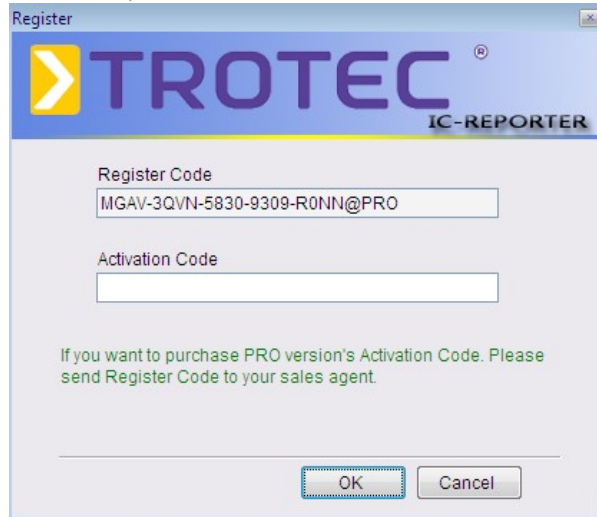 Register
TROTEC ®
IC-REPORTER
Register Code
MGAV-3QVN-5830-9309-R0NN@PRO
Activation Code
If you want to purchase PRO version's Activation Code. Please
send Register Code to your sales agent.
OK
Cancel